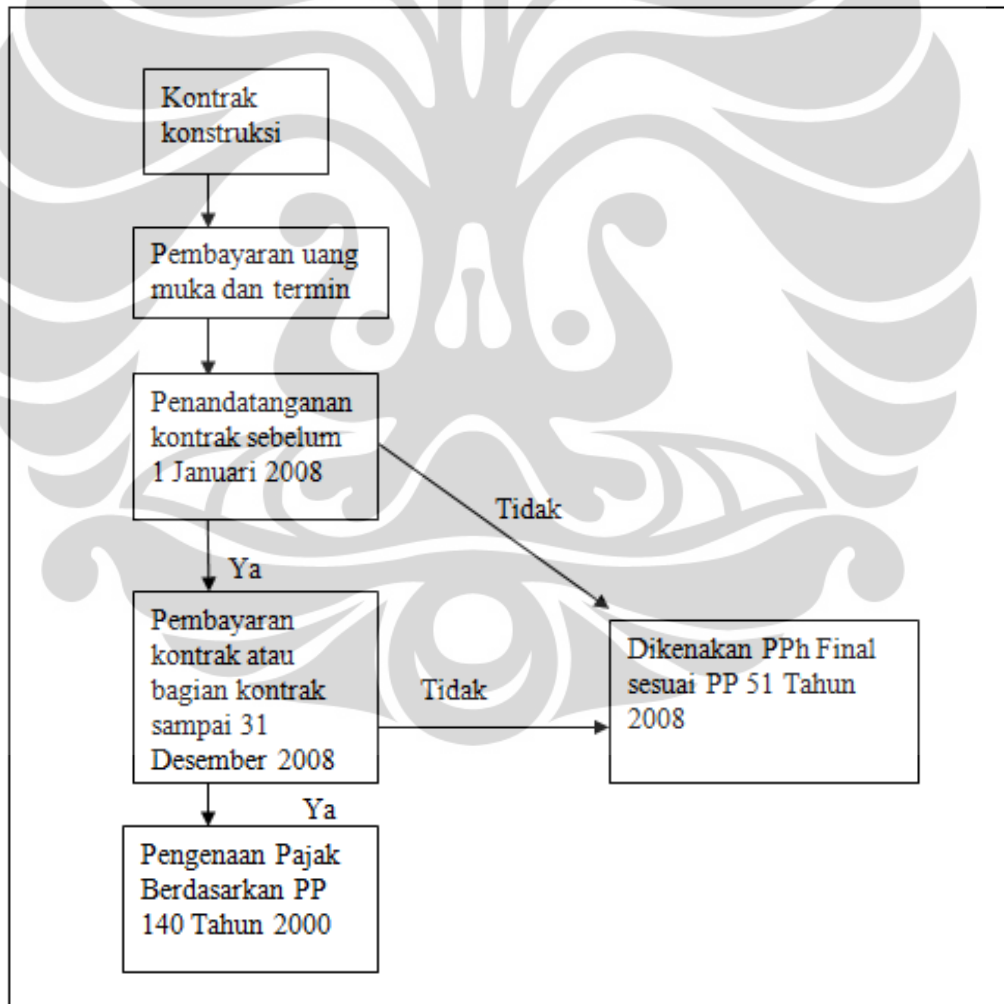 Kontrak
konstruksi
Pembayaran uang
muka dan termin
Penandatanganan
kontrak sebelum
1 Januari 2008
Tidak
Ya
Pembayaran
kontrak atau
bagian kontrak
sampai 31
Desember 2008
Tidak
Dikenakan PPh Final
sesuai PP 51 Tahun
2008
Ya
Pengenaan Pajak
Berdasarkan PP
140 Tahun 2000